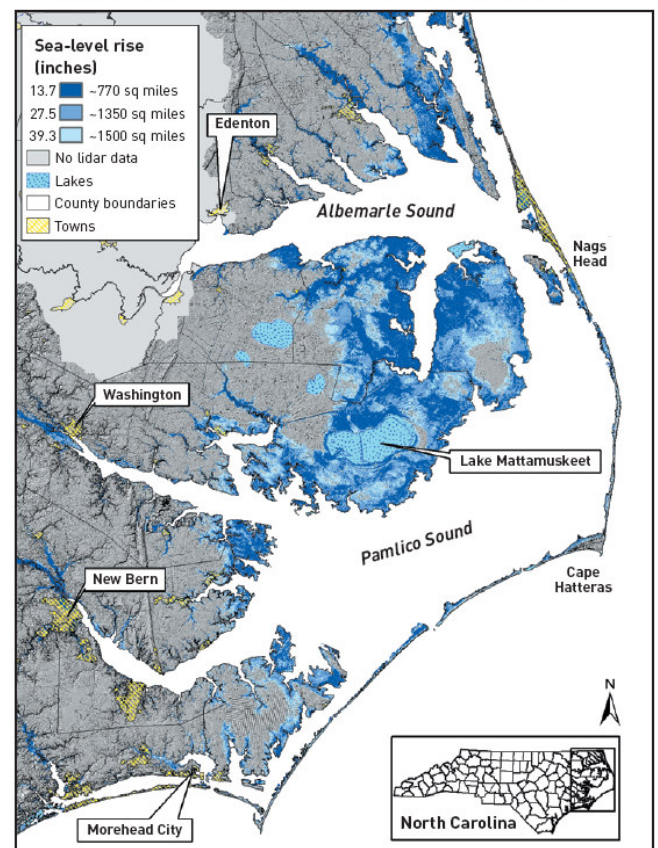 Sea-level rise
(inches)
13.7 ~770 sq miles
27.5 ~1350 sq miles
39.3 ~1500 sq miles
No lidar data
Lakes
County boundaries
Towns
Edenton
Albemarle Sound
Nags
Head
Washington
Lake Mattamuskeet
Pamlico Sound
New Bern
Cape
Hatteras
N
Morehead City
North Carolina